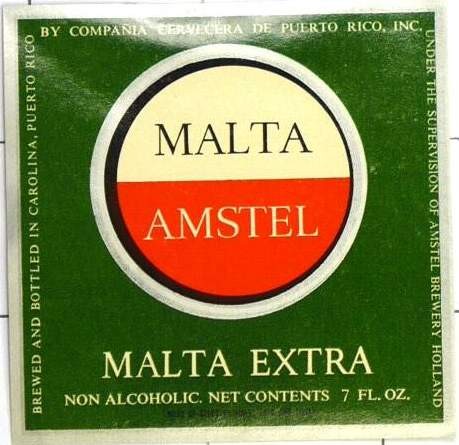 BY COMPAÑIA CERVECERA DE PUERTO RICO, INC.
BREWED AND BOTTLED IN CAROLINA, PUERTO RICO
UNDER THE SUPERVISION OF AMSTEL BREWERY HOLLAND
MALTA
AMSTEL
MALTA EXTRA
NON ALCOHOLIC. NET CONTENTS 7 FL. OZ.